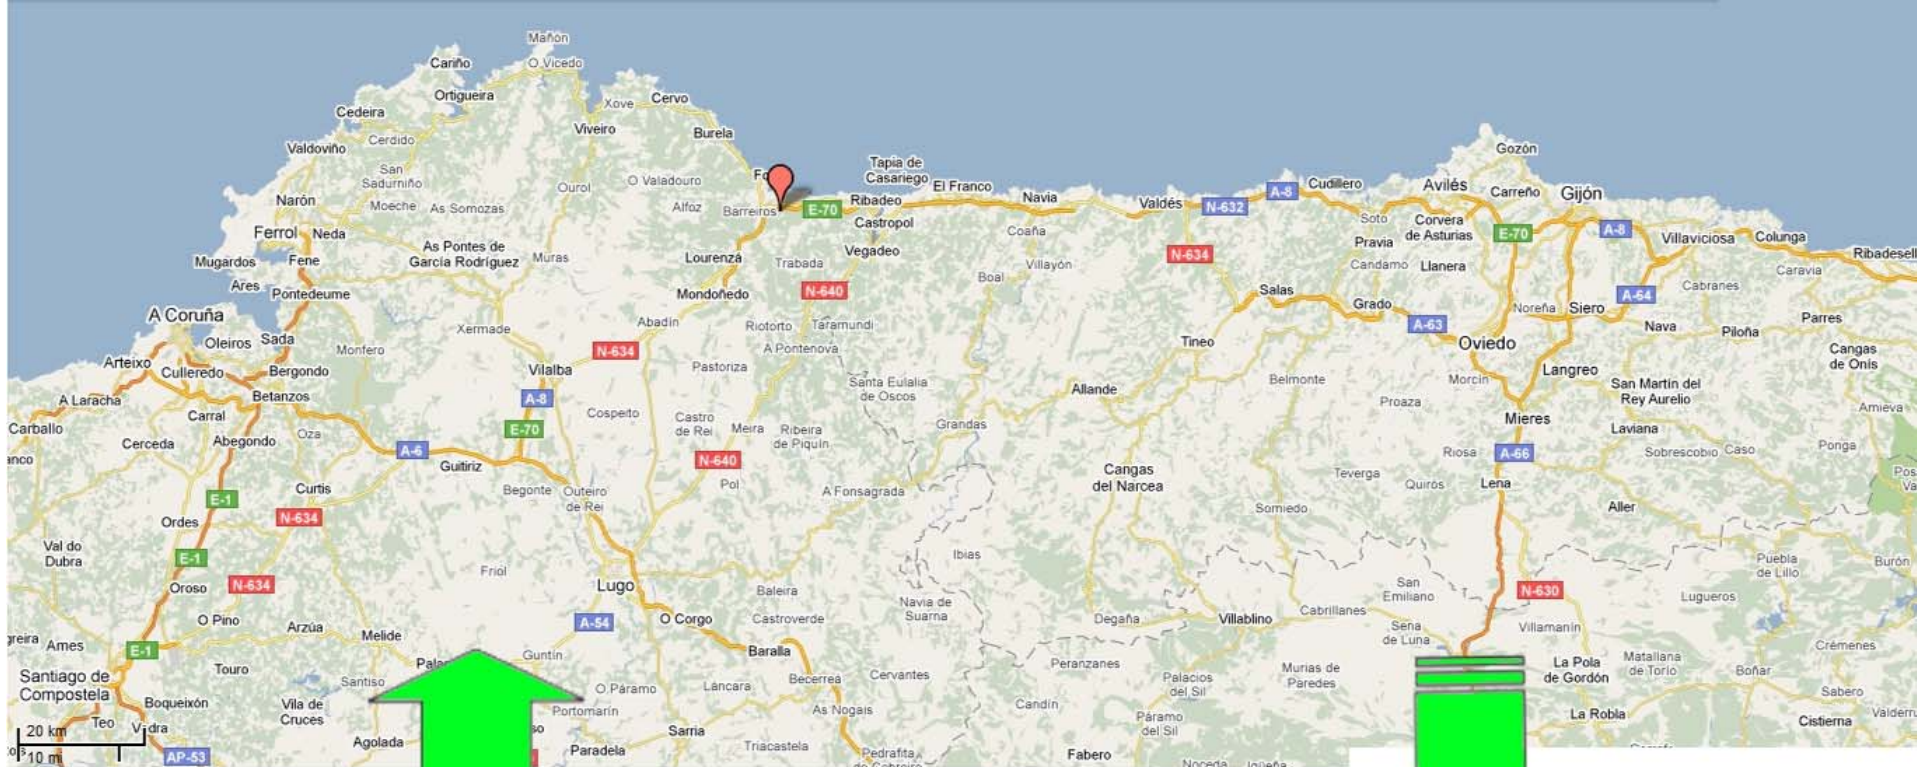 Mañón
Cariño
O Vicedo
Ortigueira
Xove
Cervo
Cedeira
Cerdido
Viveiro
Burela
Valdoviño
Gozón
San
Sadurniño
Tapia de
Casariego
Ourol
O Valadouro
El Franco
Cudillero
Avilés
Carreño
Gijón
A-8
Narón
Moeche
As Somozas
Alfoz
Barreiros
E-70
Ribadeo
Navia
Valdés
N-632
Castropol
Soto
Corvera
de Asturias
E-70
A-8
Ferrol
Neda
Coaña
Pravia
Villaviciosa
Colunga
As Pontes de
García Rodríguez
Muras
Lourenzá
Vegadeo
N-634
Ribadesell
Mugardos
Fene
Trabada
Villayón
Candamo
Llanera
Caravia
Ares
Pontedeume
Mondoñedo
N-640
Boal
Salas
Grado
A-64
Cabranes
A Coruña
Abadín
Riotorto
Taramundi
Noreña
Siero
Xermade
A-63
Nava
Piloña
Parres
Oleiros
Sada
Monfero
N-634
A Pontenova
Tineo
Oviedo
Cangas
de Onís
Arteixo
Culleredo
Bergondo
Vilalba
Pastoriza
Santa Eulalia
de Oscos
Allande
Belmonte
Morcín
Langreo
San Martín del
Rey Aurelio
A Laracha
Betanzos
A-8
Cospeito
Castro
de Rei
Meira
Ribeira
de Piquín
Grandas
Proaza
Mieres
Amieva
Carballo
Carral
E-70
Laviana
Cerceda
Abegondo
Oza
A-6
Guitiriz
N-640
Pol
Riosa
A-66
Sobrescobio
Caso
Ponga
Curtis
Begonte
Outeiro
de Rei
A Fonsagrada
Cangas
del Narcea
Teverga
Quirós
Lena
E-1
N-634
Somiedo
Aller
Ordes
Val do
Dubra
E-1
Ibias
Puebla
de Lillo
Burón
Oroso
N-634
Friol
Lugo
Baleira
Navia de
Suarna
San
Emiliano
N-630
Lugueros
O Pino
Arzúa
Melide
A-54
O Corgo
Castroverde
Degaña
Villablino
Cabrillanes
Sena
de Luna
Villamanín
Ames
E-1
Guntín
Baralla
Crémenes
Santiago de
Compostela
Touro
Santiso
Peranzanes
Murias de
Paredes
La Pola
de Gordón
Matallana
de Torío
Boñar
Boqueixón
Vila de
Cruces
O Páramo
Láncara
Becerrea
Cervantes
Palacios
del Sil
Sabero
Teo
Vedra
Portomarín
As Nogais
Candín
Páramo
del Sil
La Robla
Cistierna
20 km
10 mi
AP-53
Agolada
Paradela
Sarria
Triacastela
Pedrafita
Fabero
Noceda
Igüeña